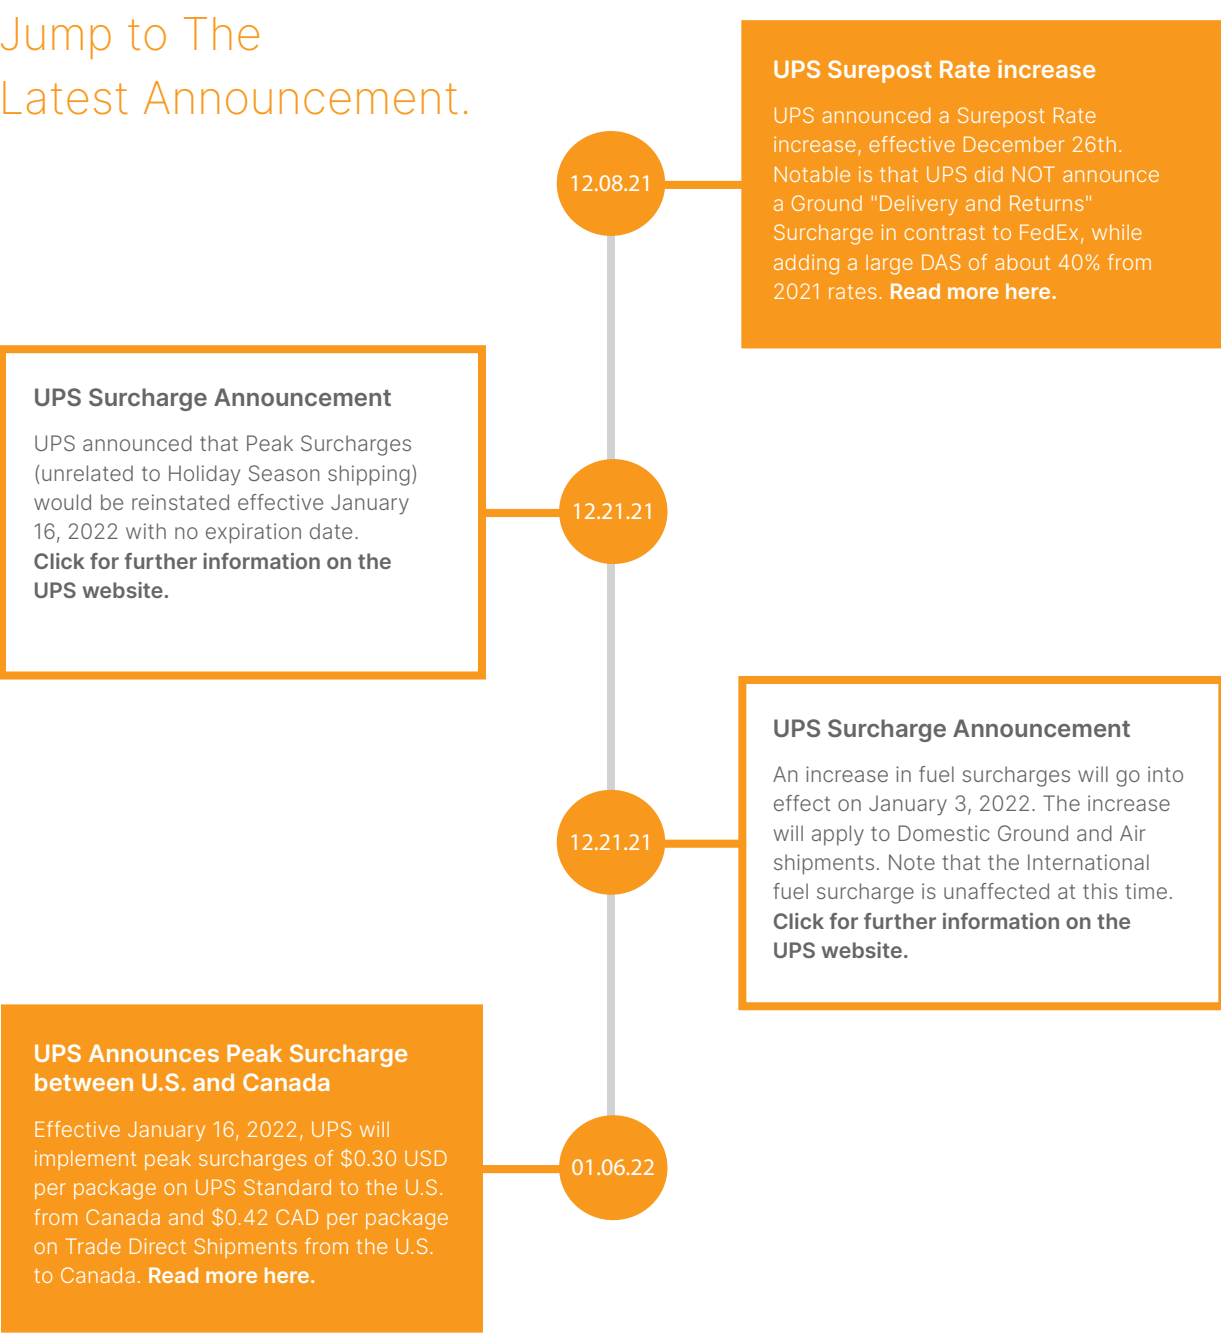 Jump to The
Latest Announcement.
12.08.21
UPS Surepost Rate increase
UPS announced a Surepost Rate
increase, effective December 26th.
Notable is that UPS did NOT announce
a Ground "Delivery and Returns"
Surcharge in contrast to FedEx, while
adding a large DAS of about 40% from
2021 rates. Read more here.
UPS Surcharge Announcement
UPS announced that Peak Surcharges
(unrelated to Holiday Season shipping)
would be reinstated effective January
16, 2022 with no expiration date.
Click for further information on the
UPS website.
12.21.21
12.21.21
UPS Surcharge Announcement
An increase in fuel surcharges will go into
effect on January 3, 2022. The increase
will apply to Domestic Ground and Air
shipments. Note that the International
fuel surcharge is unaffected at this time.
Click for further information on the
UPS website.
UPS Announces Peak Surcharge
between U.S. and Canada
Effective January 16, 2022, UPS will
implement peak surcharges of $0.30 USD
per package on UPS Standard to the U.S.
from Canada and $0.42 CAD per package
on Trade Direct Shipments from the U.S.
to Canada. Read more here.
01.06.22